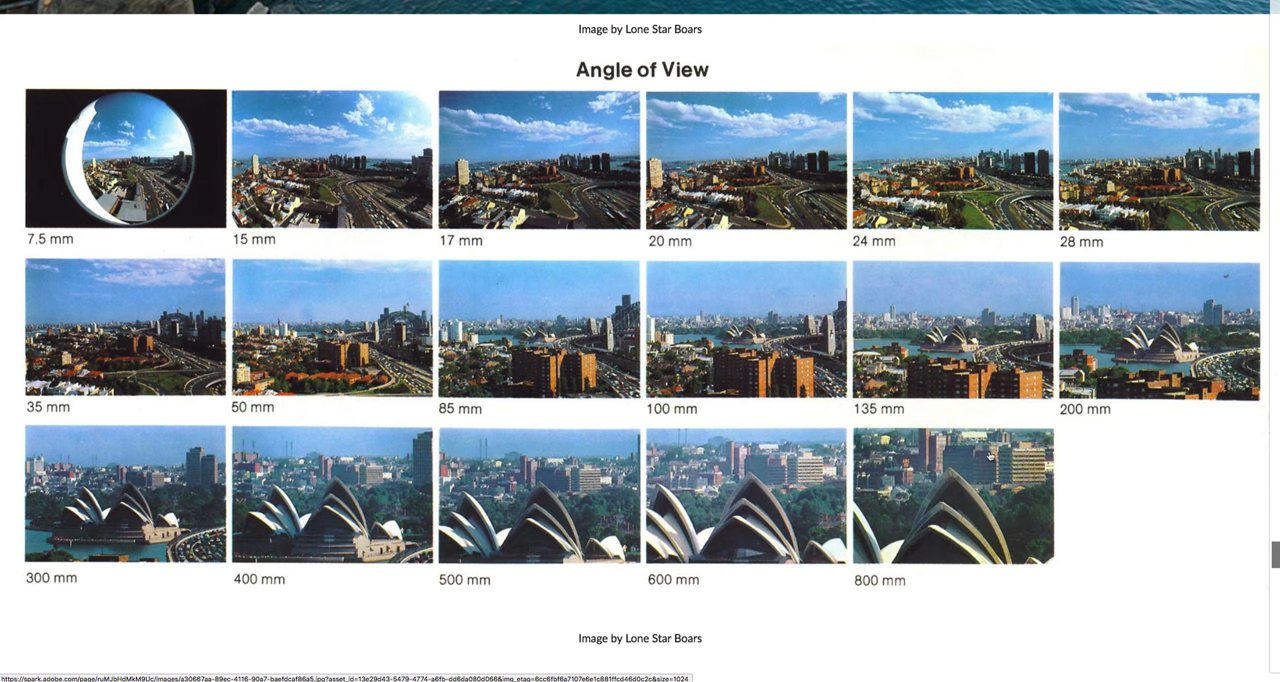 Image by Lone Star Boars
Angle of View
7.5 mm
15 mm
17 mm
20 mm
24 mm
28 mm
35 mm
50 mm
85 mm
100 mm
135 mm
200 mm
300 mm
400 mm
500 mm
600 mm
800 mm
Image by Lone Star Boars